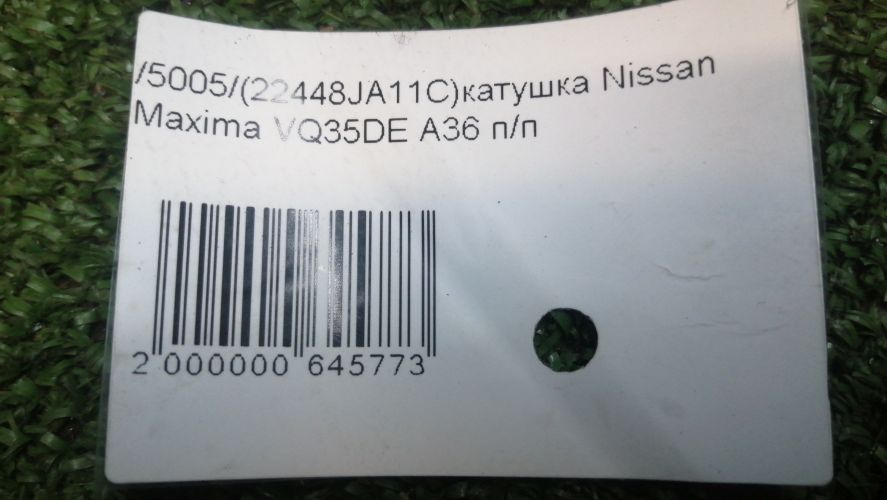 /5005/(22448JA11C)катушка Nissan
Maxima VQ35DE A36 п/п
2 000000 645773